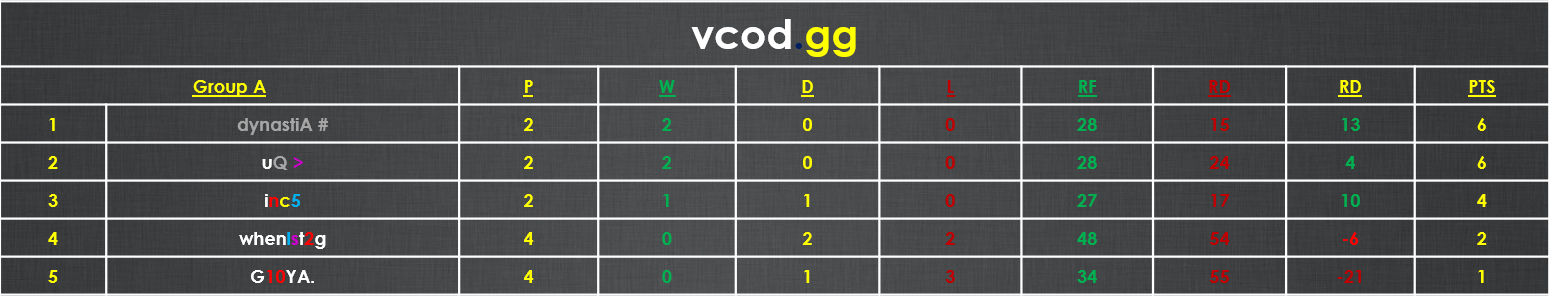 vcod.gg
Group A P W D L RF RD RD PTS
1 dynastiA # 2 2 0 0 28 15 13 6
2 uQ > 2 2 0 0 28 24 4 6
3 inc5 2 1 1 0 27 17 10 4
4 whenIst2g 4 0 2 2 48 54 -6 2
5 G10YA. 4 0 1 3 34 55 -21 1